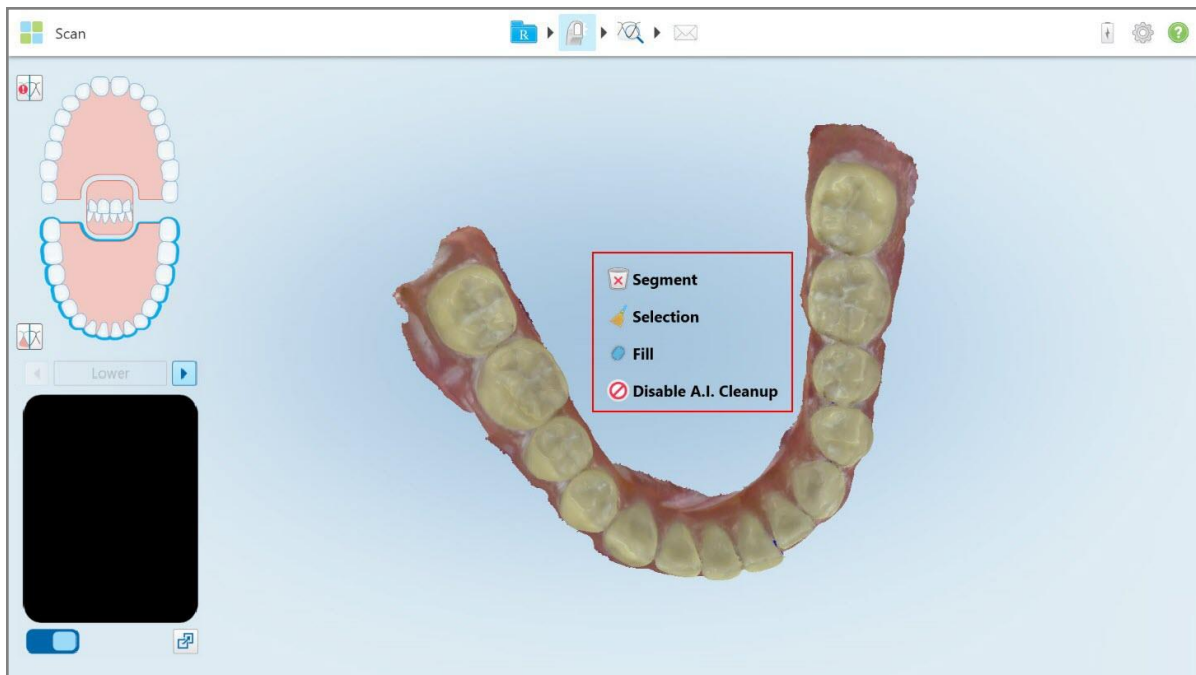 Scan
R
?
Lower
Segment
Selection
Fill
Disable A.I. Cleanup